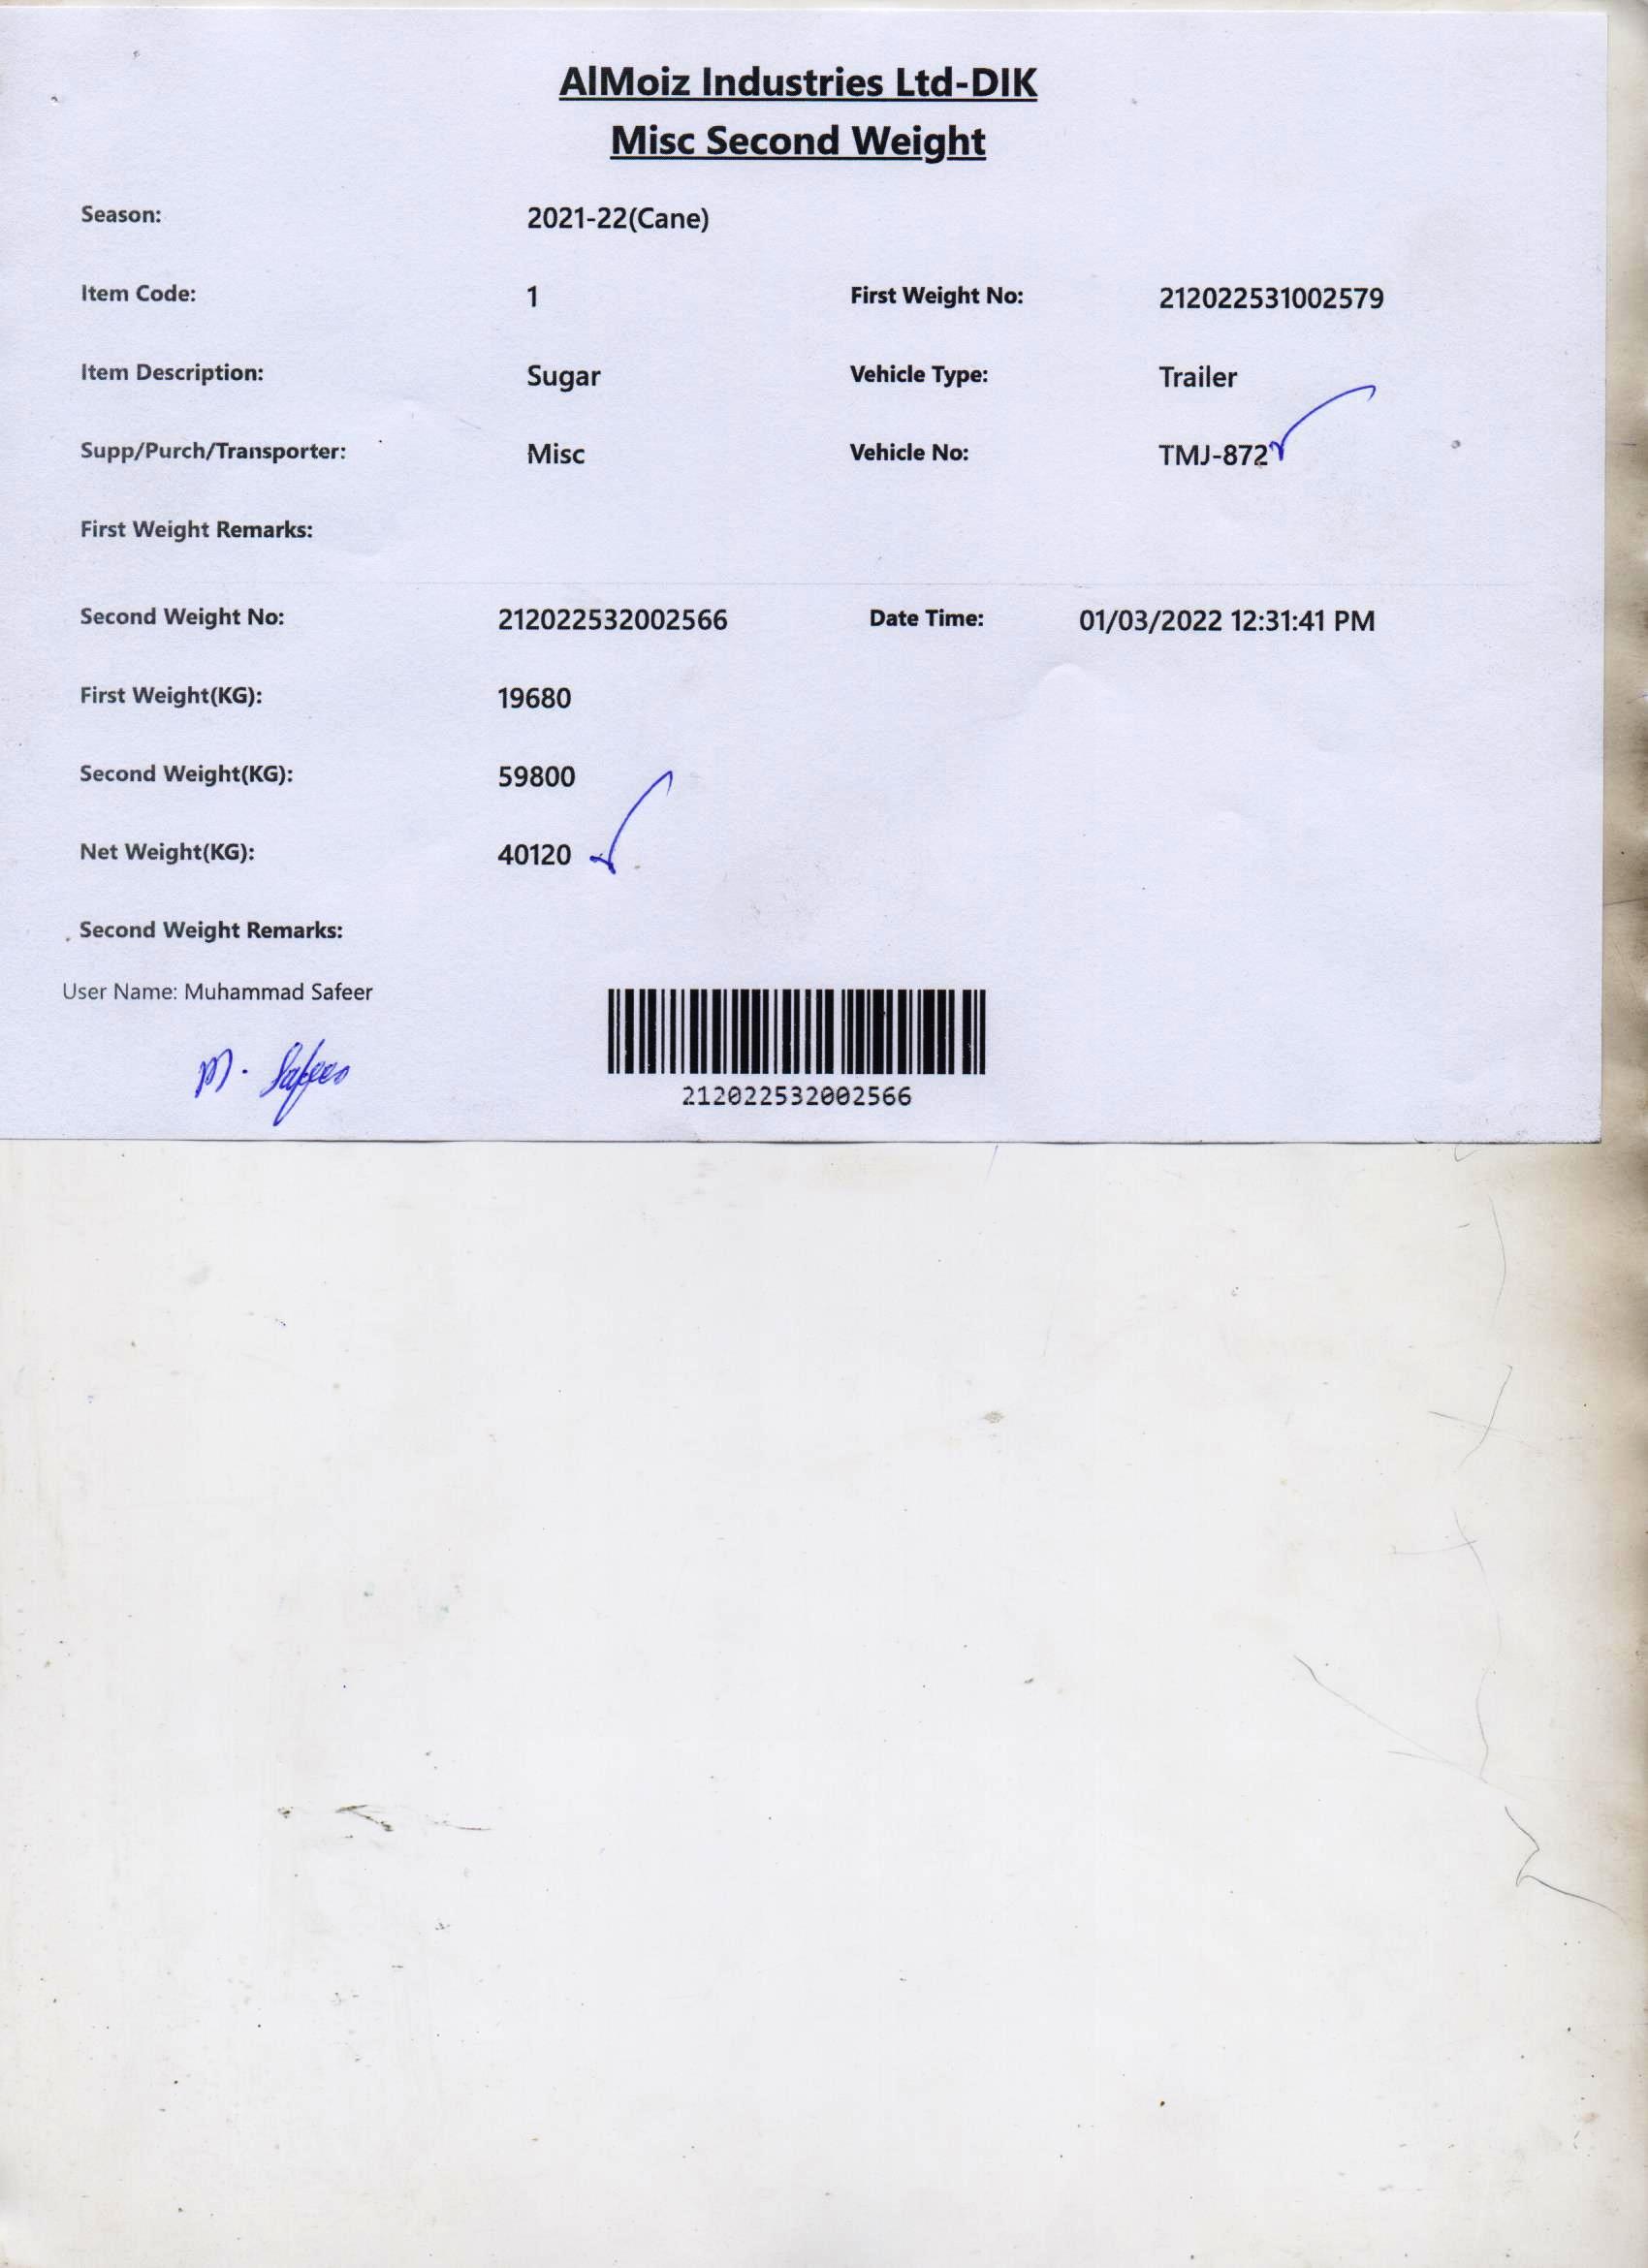 AlMoiz Industries Ltd-DIK
Misc Second Weight
Season: 2021-22(Cane)
Item Code: 1 First Weight No: 212022531002579
Item Description: Sugar Vehicle Type: Trailer
Supp/Purch/Transporter: Misc Vehicle No: TMJ-872
First Weight Remarks:
Second Weight No: 212022532002566 Date Time: 01/03/2022 12:31:41 PM
First Weight(KG): 19680
Second Weight(KG): 59800
Net Weight(KG): 40120
Second Weight Remarks:
User Name: Muhammad Safeer
M. Safeer
212022532002566